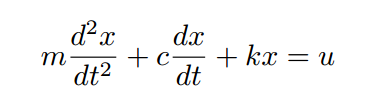 m d²x/dt² + c dx/dt + kx = u